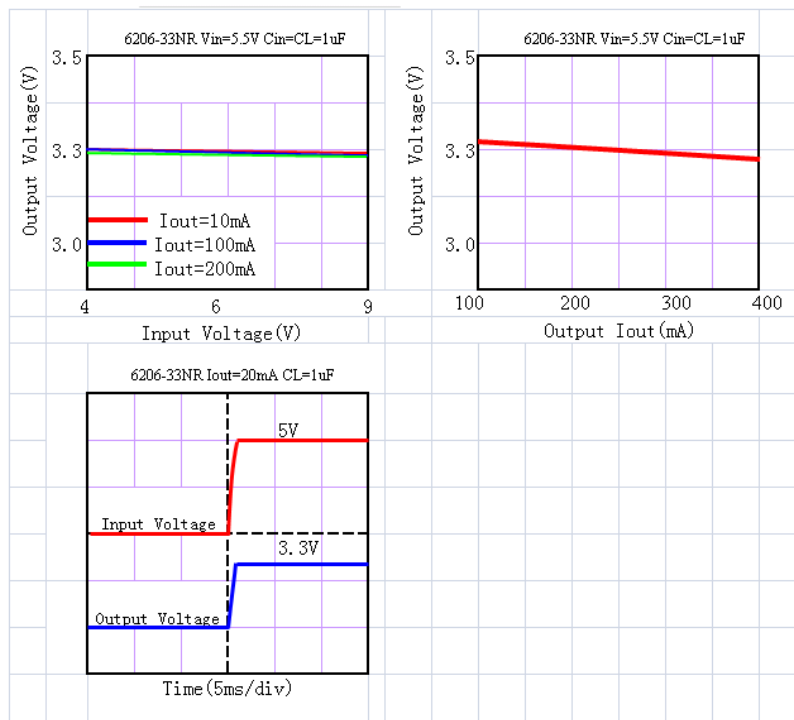 6206-33NR Vin=5.5V Cin=CL=1uF
3.5
3.3
3.0
Output Voltage(V)
Iout=10mA
Iout=100mA
Iout=200mA
4
6
9
Input Voltage(V)
6206-33NR Vin=5.5V Cin=CL=1uF
3.5
3.3
3.0
Output Voltage(V)
100
200
300
400
Output Iout(mA)
6206-33NR Iout=20mA CL=1uF
5V
Input Voltage
3.3V
Output Voltage
Time(5ms/div)